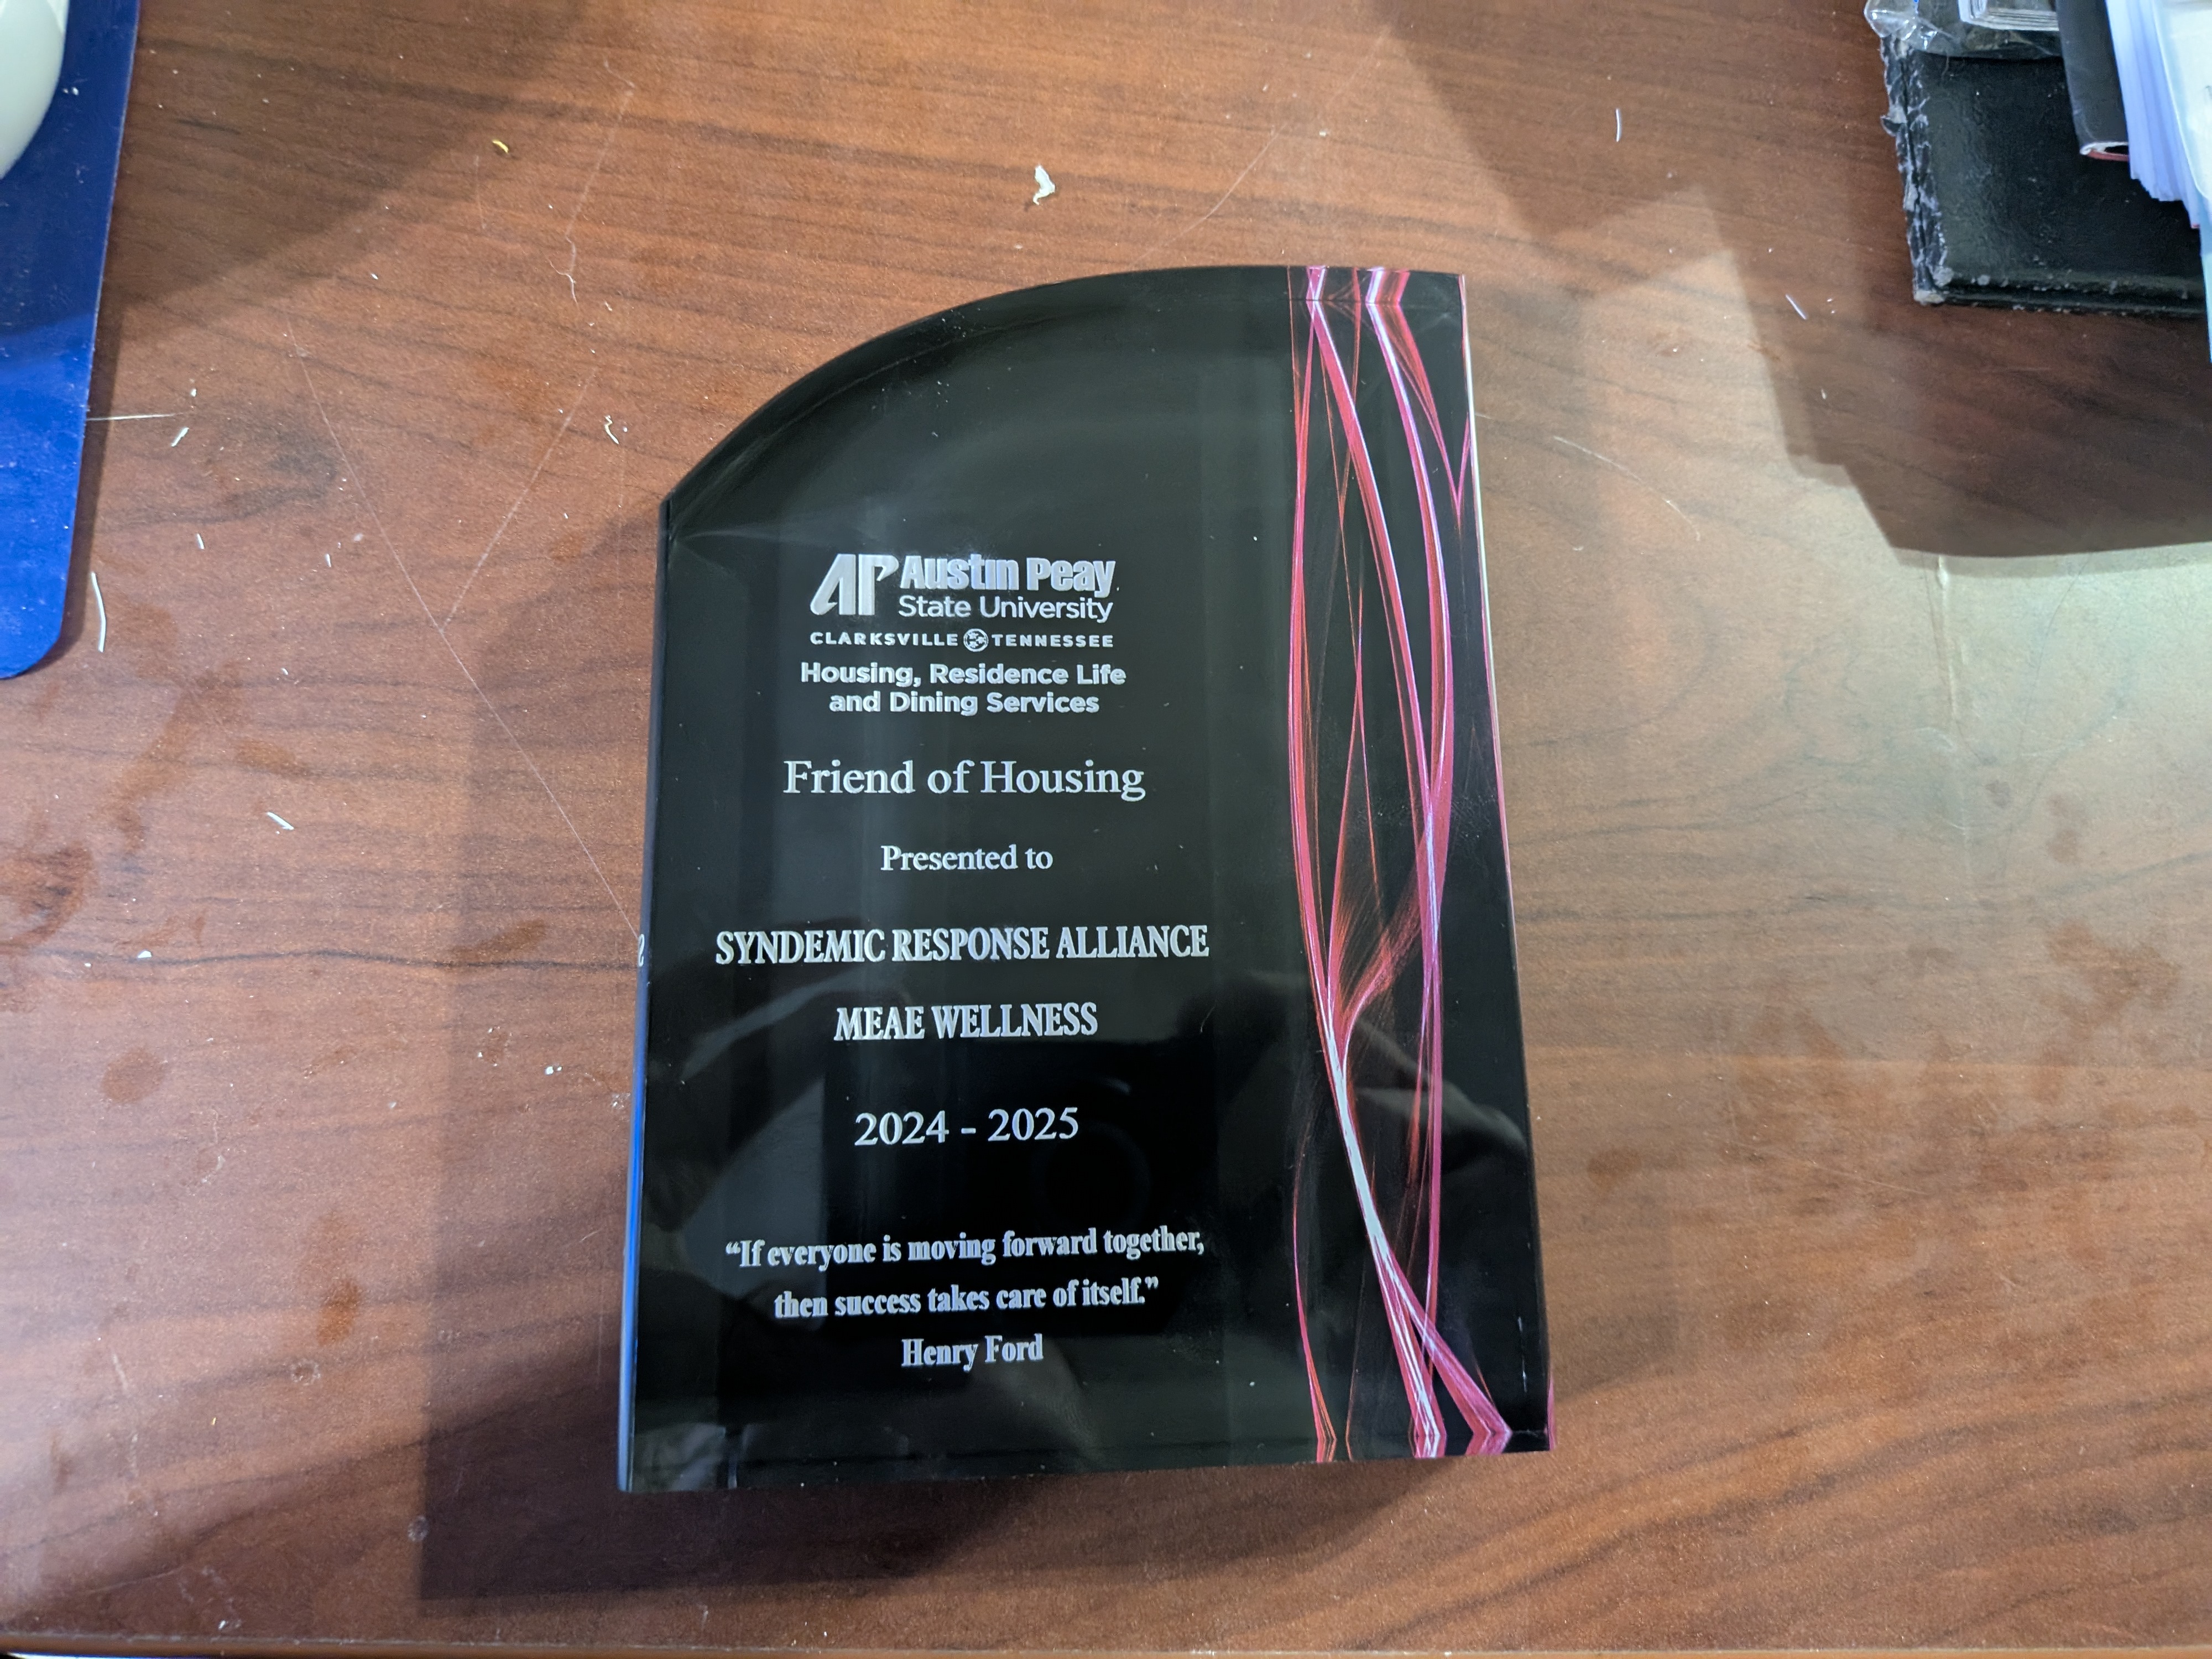 AP Austin Peay
State University
CLARKSVILLE TENNESSEE
Housing, Residence Life
and Dining Services
Friend of Housing
Presented to
SYNDEMIC RESPONSE ALLIANCE
MEAE WELLNESS
2024 - 2025
“If everyone is moving forward together,
then success takes care of itself.”
Henry Ford